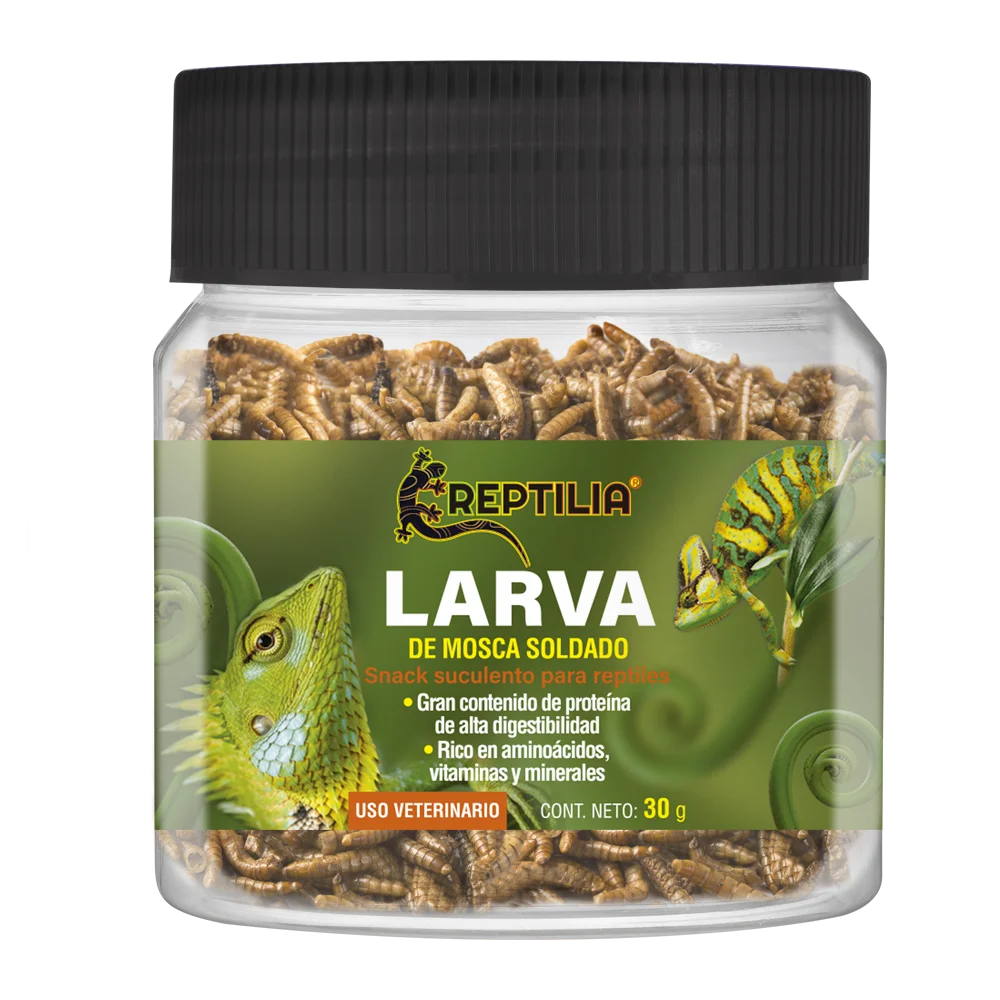 REPTILIA®
LARVA
DE MOSCA SOLDADO
Snack suculento para reptiles
• Gran contenido de proteína
de alta digestibilidad
• Rico en aminoácidos,
vitaminas y minerales
USO VETERINARIO CONT. NETO: 30 g